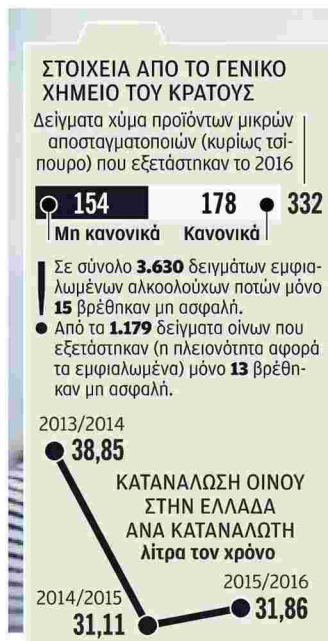 ΣΤΟΙΧΕΙΑ ΑΠΟ ΤΟ ΓΕΝΙΚΟ
ΧΗΜΕΙΟ ΤΟΥ ΚΡΑΤΟΥΣ
Δείγματα χύμα προϊόντων μικρών
αποσταγματοποιών (κυρίως τσί-
πουρο) που εξετάστηκαν το 2016
154 178 332
Μη κανονικά Κανονικά
Σε σύνολο 3.630 δειγμάτων εμφια-
λωμένων αλκοολούχων ποτών μόνο
15 βρέθηκαν μη ασφαλή.
Από τα 1.179 δείγματα οίνων που
εξετάστηκαν (η πλειονότητα αφορά
τα εμφιαλωμένα) μόνο 13 βρέθη-
καν μη ασφαλή.
2013/2014
38,85
ΚΑΤΑΝΑΛΩΣΗ ΟΙΝΟΥ
ΣΤΗΝ ΕΛΛΑΔΑ
ΑΝΑ ΚΑΤΑΝΑΛΩΤΗ
λίτρα τον χρόνο
2014/2015
31,11
2015/2016
31,86